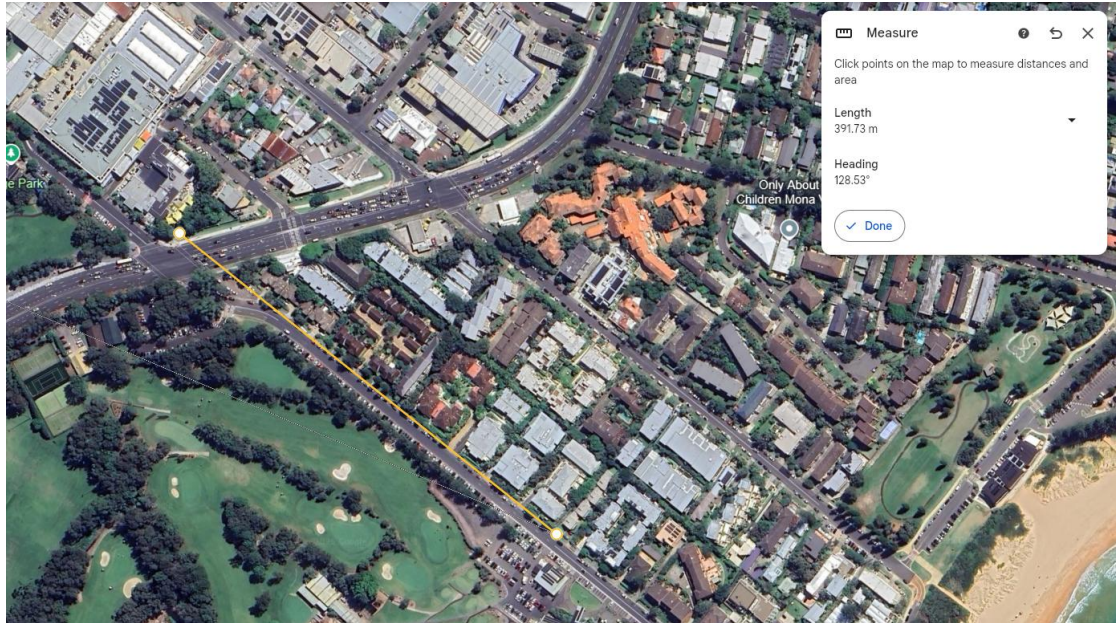 Measure
Click points on the map to measure distances and
area
Length
391.73 m
Heading
128.53°
Done
e Park
Only About
Children Mona V